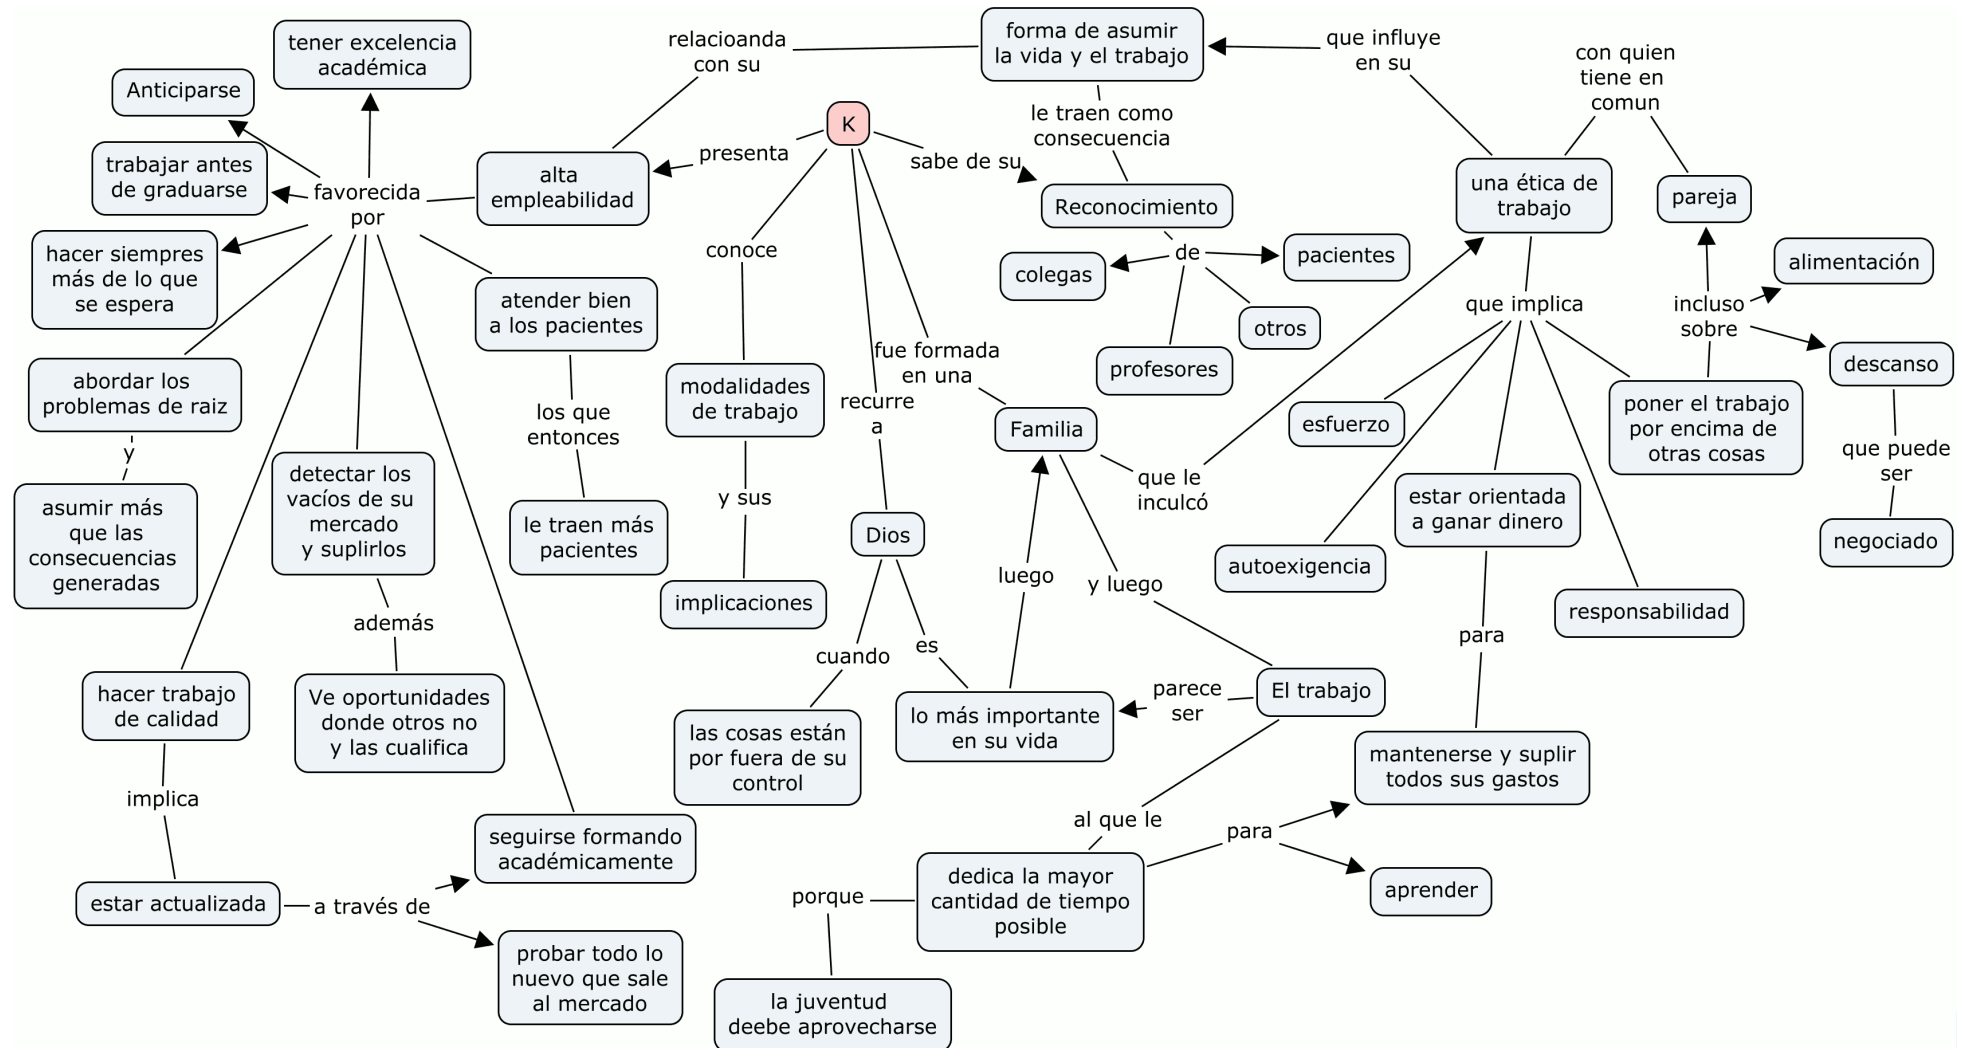 tener excelencia
académica
Anticiparse
trabajar antes
de graduarse
favorecida
por
hacer siempres
más de lo que
se espera
abordar los
problemas de raiz
y
asumir más
que las
consecuencias
generadas
hacer trabajo
de calidad
implica
estar actualizada
a través de
seguirse formando
académicamente
probar todo lo
nuevo que sale
al mercado
detectar los
vacíos de su
mercado
y suplirlos
además
Ve oportunidades
donde otros no
y las cualifica
atender bien
a los pacientes
los que
entonces
le traen más
pacientes
alta
empleabilidad
relacioanda
con su
presenta
K
sabe de su
conoce
modalidades
de trabajo
y sus
implicaciones
recurre
a
Dios
cuando
las cosas están
por fuera de su
control
es
lo más importante
en su vida
luego
fue formada
en una
Familia
que le
inculcó
y luego
El trabajo
parece
ser
al que le
dedica la mayor
cantidad de tiempo
posible
porque
la juventud
deebe aprovecharse
para
aprender
forma de asumir
la vida y el trabajo
le traen como
consecuencia
Reconocimiento
de
colegas
pacientes
profesores
otros
que influye
en su
una ética de
trabajo
con quien
tiene en
comun
pareja
que implica
esfuerzo
autoexigencia
estar orientada
a ganar dinero
para
mantenerse y suplir
todos sus gastos
responsabilidad
poner el trabajo
por encima de
otras cosas
incluso
sobre
alimentación
descanso
que puede
ser
negociado